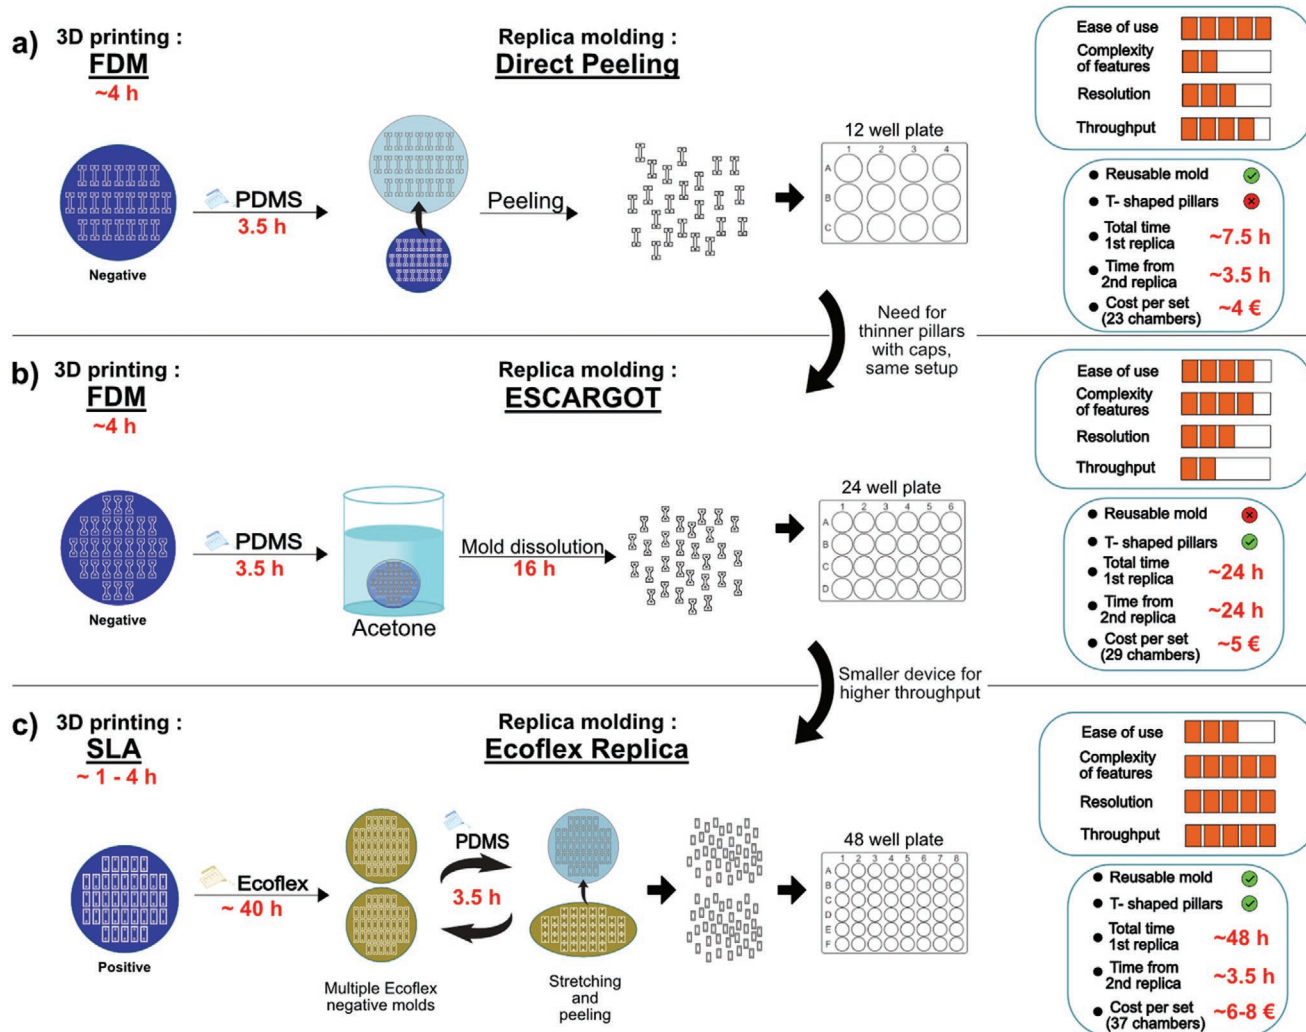 a)
3D printing :
FDM
~4 h
Negative
PDMS
3.5 h
Replica molding :
Direct Peeling
Peeling
12 well plate
1 2 3 4
A
B
C
Ease of use
Complexity
of features
Resolution
Throughput
Reusable mold
T- shaped pillars
Total time
1st replica
~7.5 h
Time from
2nd replica
~3.5 h
Cost per set
(23 chambers)
~4 €
Need for
thinner pillars
with caps,
same setup
b)
3D printing :
FDM
~4 h
Negative
PDMS
3.5 h
Replica molding :
ESCARGOT
Acetone
Mold dissolution
16 h
24 well plate
1 2 3 4 5 6
A
B
C
D
Ease of use
Complexity
of features
Resolution
Throughput
Reusable mold
T- shaped pillars
Total time
1st replica
~24 h
Time from
2nd replica
~24 h
Cost per set
(29 chambers)
~5 €
Smaller device for
higher throughput
c)
3D printing :
SLA
~ 1 - 4 h
Positive
Ecoflex
~ 40 h
Replica molding :
Ecoflex Replica
Multiple Ecoflex
negative molds
PDMS
3.5 h
Stretching
and
peeling
48 well plate
1 2 3 4 5 6 7 8
A
B
C
D
E
F
Ease of use
Complexity
of features
Resolution
Throughput
Reusable mold
T- shaped pillars
Total time
1st replica
~48 h
Time from
2nd replica
~3.5 h
Cost per set
(37 chambers)
~6-8 €